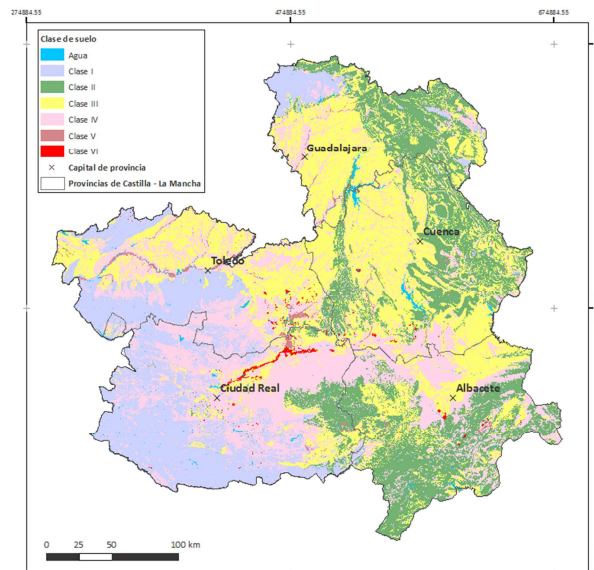 274884.55
474884.55
674884.55
Clase de suelo
Agua
Clase I
Clase II
Clase III
Clase IV
Clase V
Clase VI
Capital de provincia
Provincias de Castilla - La Mancha
Guadalajara
Cuenca
Toledo
Ciudad Real
Albacete
0 25 50 100 km